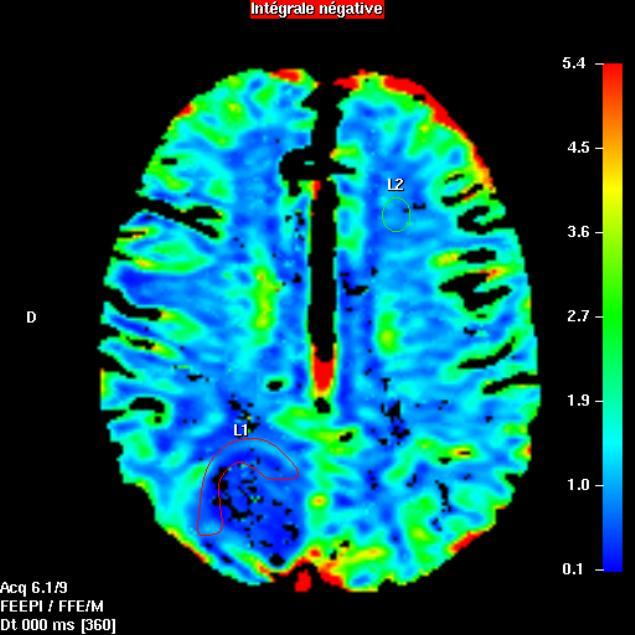 Intégrale négative
5.4
4.5
L2
3.6
D
2.7
1.9
L1
1.0
0.1
Acq 6.1/9
FEEPI / FFE/M
Dt 000 ms [360]